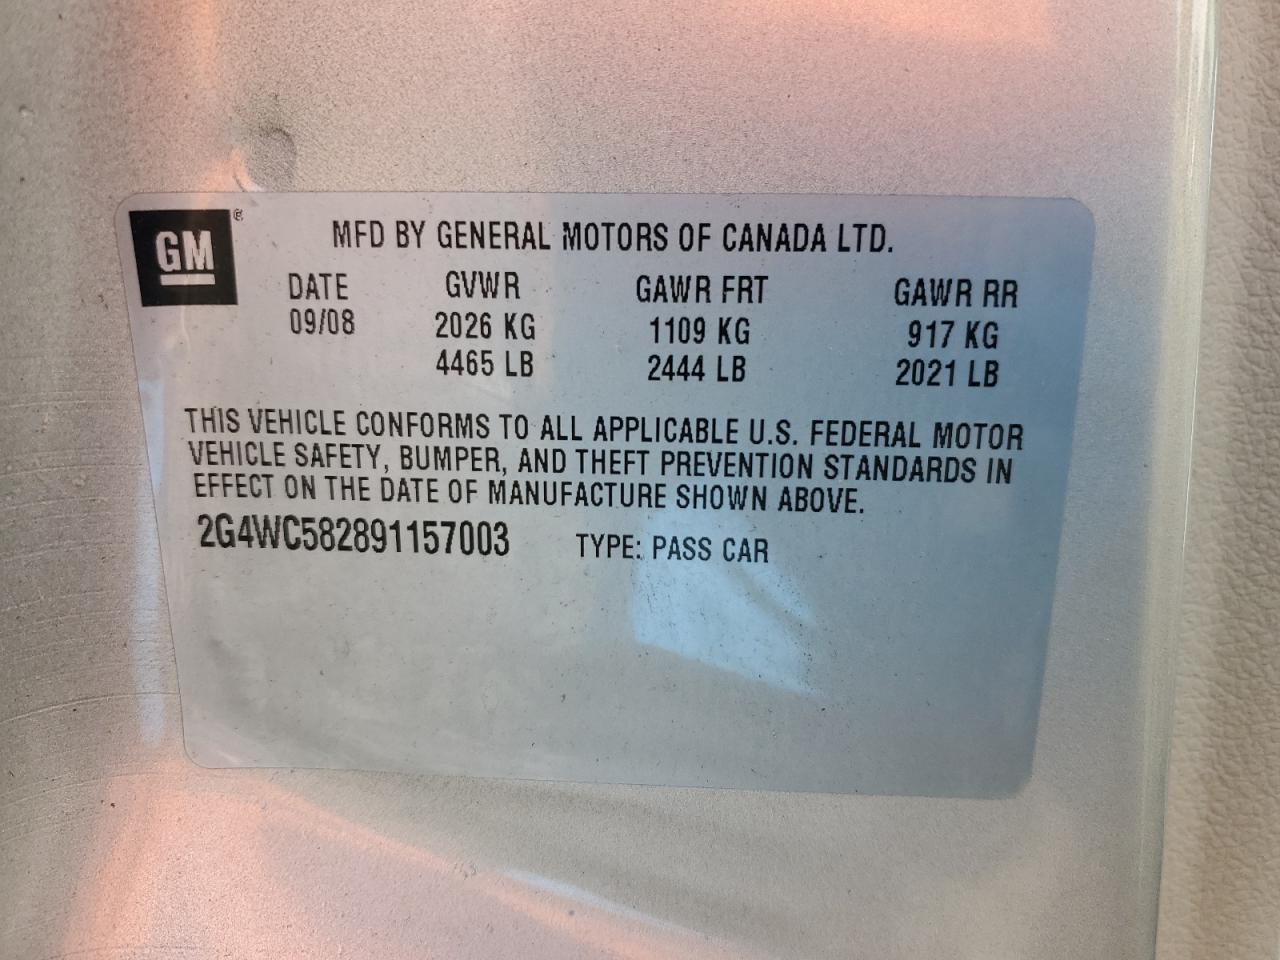 GM®
MFD BY GENERAL MOTORS OF CANADA LTD.
DATE GVWR GAWR FRT GAWR RR
09/08 2026 KG 1109 KG 917 KG
4465 LB 2444 LB 2021 LB
THIS VEHICLE CONFORMS TO ALL APPLICABLE U.S. FEDERAL MOTOR
VEHICLE SAFETY, BUMPER, AND THEFT PREVENTION STANDARDS IN
EFFECT ON THE DATE OF MANUFACTURE SHOWN ABOVE.
2G4WC582891157003 TYPE: PASS CAR